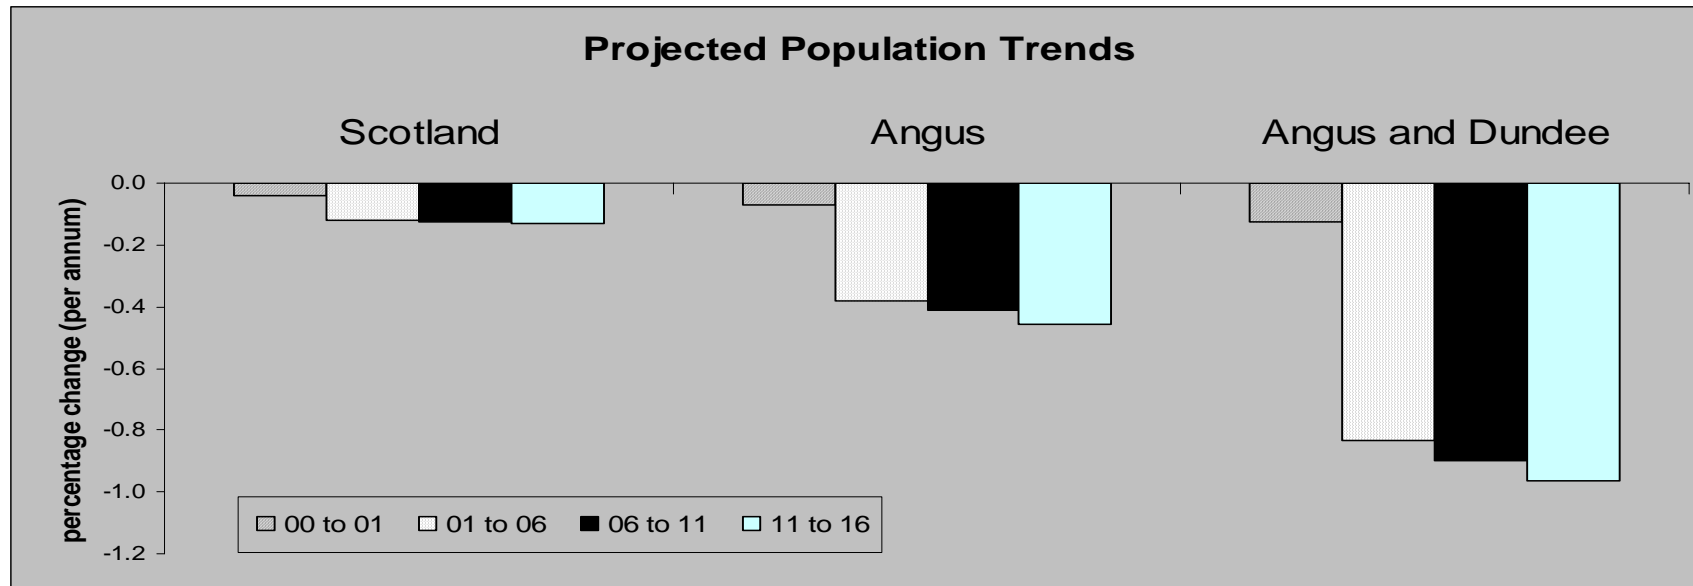 Projected Population Trends
Scotland Angus Angus and Dundee
percentage change (per annum)
0.0
-0.2
-0.4
-0.6
-0.8
-1.0
-1.2
00 to 01 01 to 06 06 to 11 11 to 16